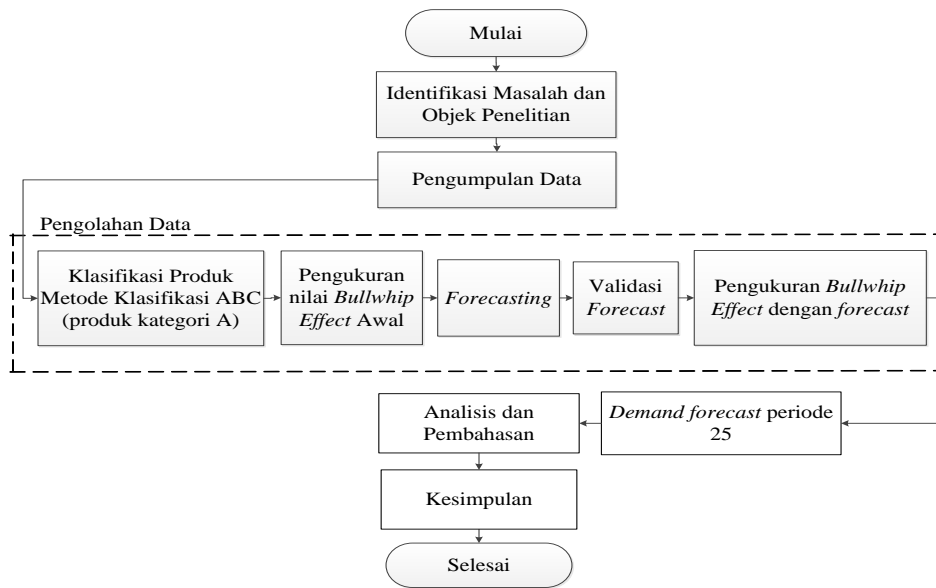 Mulai
Identifikasi Masalah dan
Objek Penelitian
Pengumpulan Data
Pengolahan Data
Klasifikasi Produk
Metode Klasifikasi ABC
(produk kategori A)
Pengukuran
nilai Bullwhip
Effect Awal
Forecasting
Validasi
Forecast
Pengukuran Bullwhip
Effect dengan forecast
Demand forecast periode
25
Analisis dan
Pembahasan
Kesimpulan
Selesai